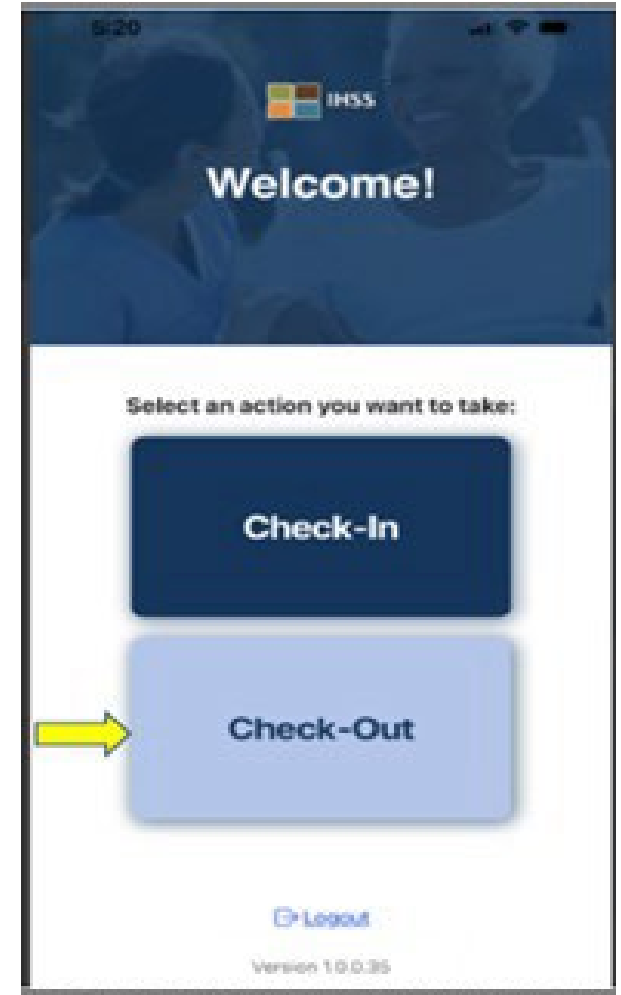 5:20
IHSS
Welcome!
Select an action you want to take:
Check-In
Check-Out
Logout
Version 1.0.0.35